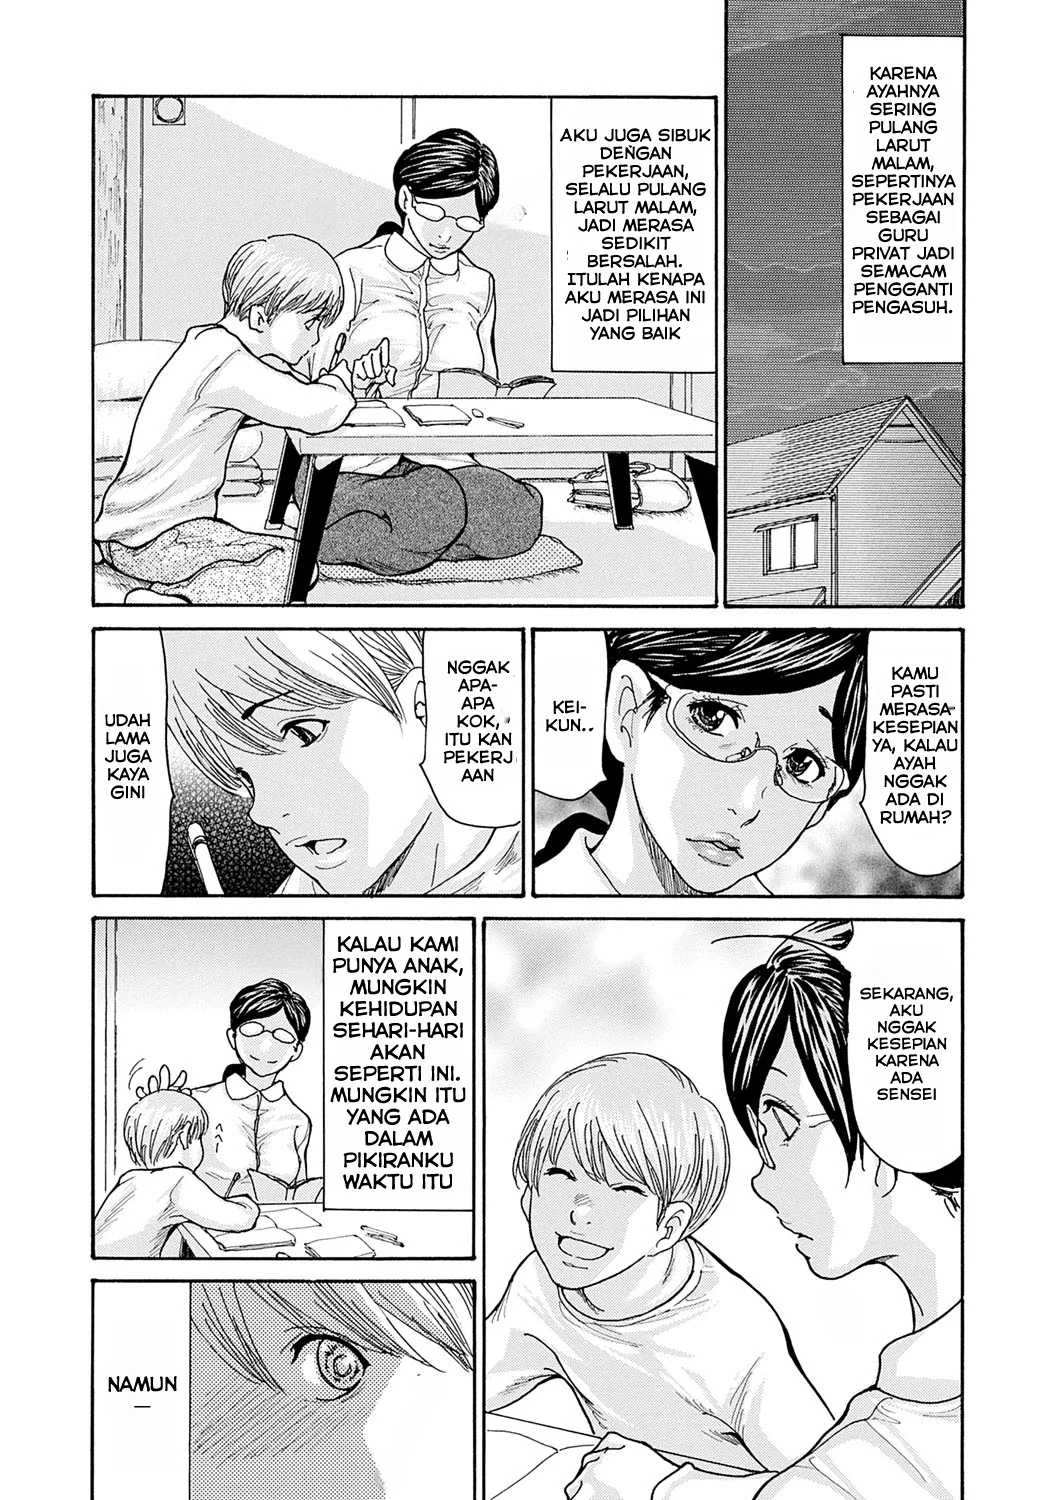 KARENA
AYAHNYA
SERING
PULANG
LARUT
MALAM,
SEPERTINYA
PEKERJAAN
SEBAGAI
GURU
PRIVAT JADI
SEMACAM
PENGGANTI
PENGASUH.
AKU JUGA SIBUK
DENGAN
PEKERJAAN,
SELALU PULANG
LARUT MALAM,
JADI MERASA
SEDIKIT
BERSALAH.
ITULAH KENAPA
AKU MERASA INI
JADI PILIHAN
YANG BAIK
KAMU
PASTI
MERASA
KESEPIAN-
YA, KALAU
AYAH
NGGAK
ADA DI
RUMAH?
KEI-
KUN..
NGGAK
APA-
APA
KOK,
ITU KAN
PEKERJ
AAN
UDAH
LAMA
JUGA
KAYA
GINI
SEKARANG,
AKU
NGGAK
KESEPIAN
KARENA
ADA
SENSEI
KALAU KAMI
PUNYA ANAK,
MUNGKIN
KEHIDUPAN
SEHARI-HARI
AKAN
SEPERTI INI.
MUNGKIN ITU
YANG ADA
DALAM
PIKIRANKU
WAKTU ITU
NAMUN
—